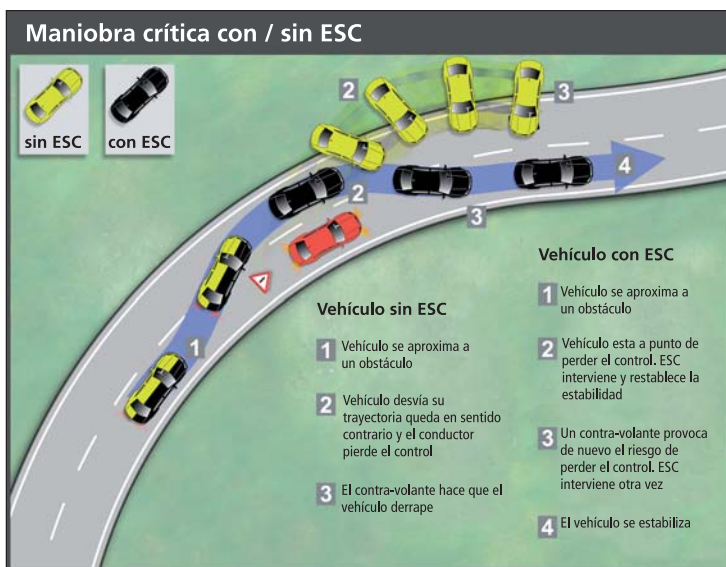 Maniobra crítica con / sin ESC
sin ESC
con ESC
2
3
4
2
3
1
Vehículo sin ESC
1 Vehículo se aproxima a
un obstáculo
2 Vehículo desvía su
trayectoria queda en sentido
contrario y el conductor
pierde el control
3 El contra-volante hace que el
vehículo derrape
Vehículo con ESC
1 Vehículo se aproxima a
un obstáculo
2 Vehículo esta a punto de
perder el control. ESC
interviene y restablece la
estabilidad
3 Un contra-volante provoca
de nuevo el riesgo de
perder el control. ESC
interviene otra vez
4 El vehículo se estabiliza